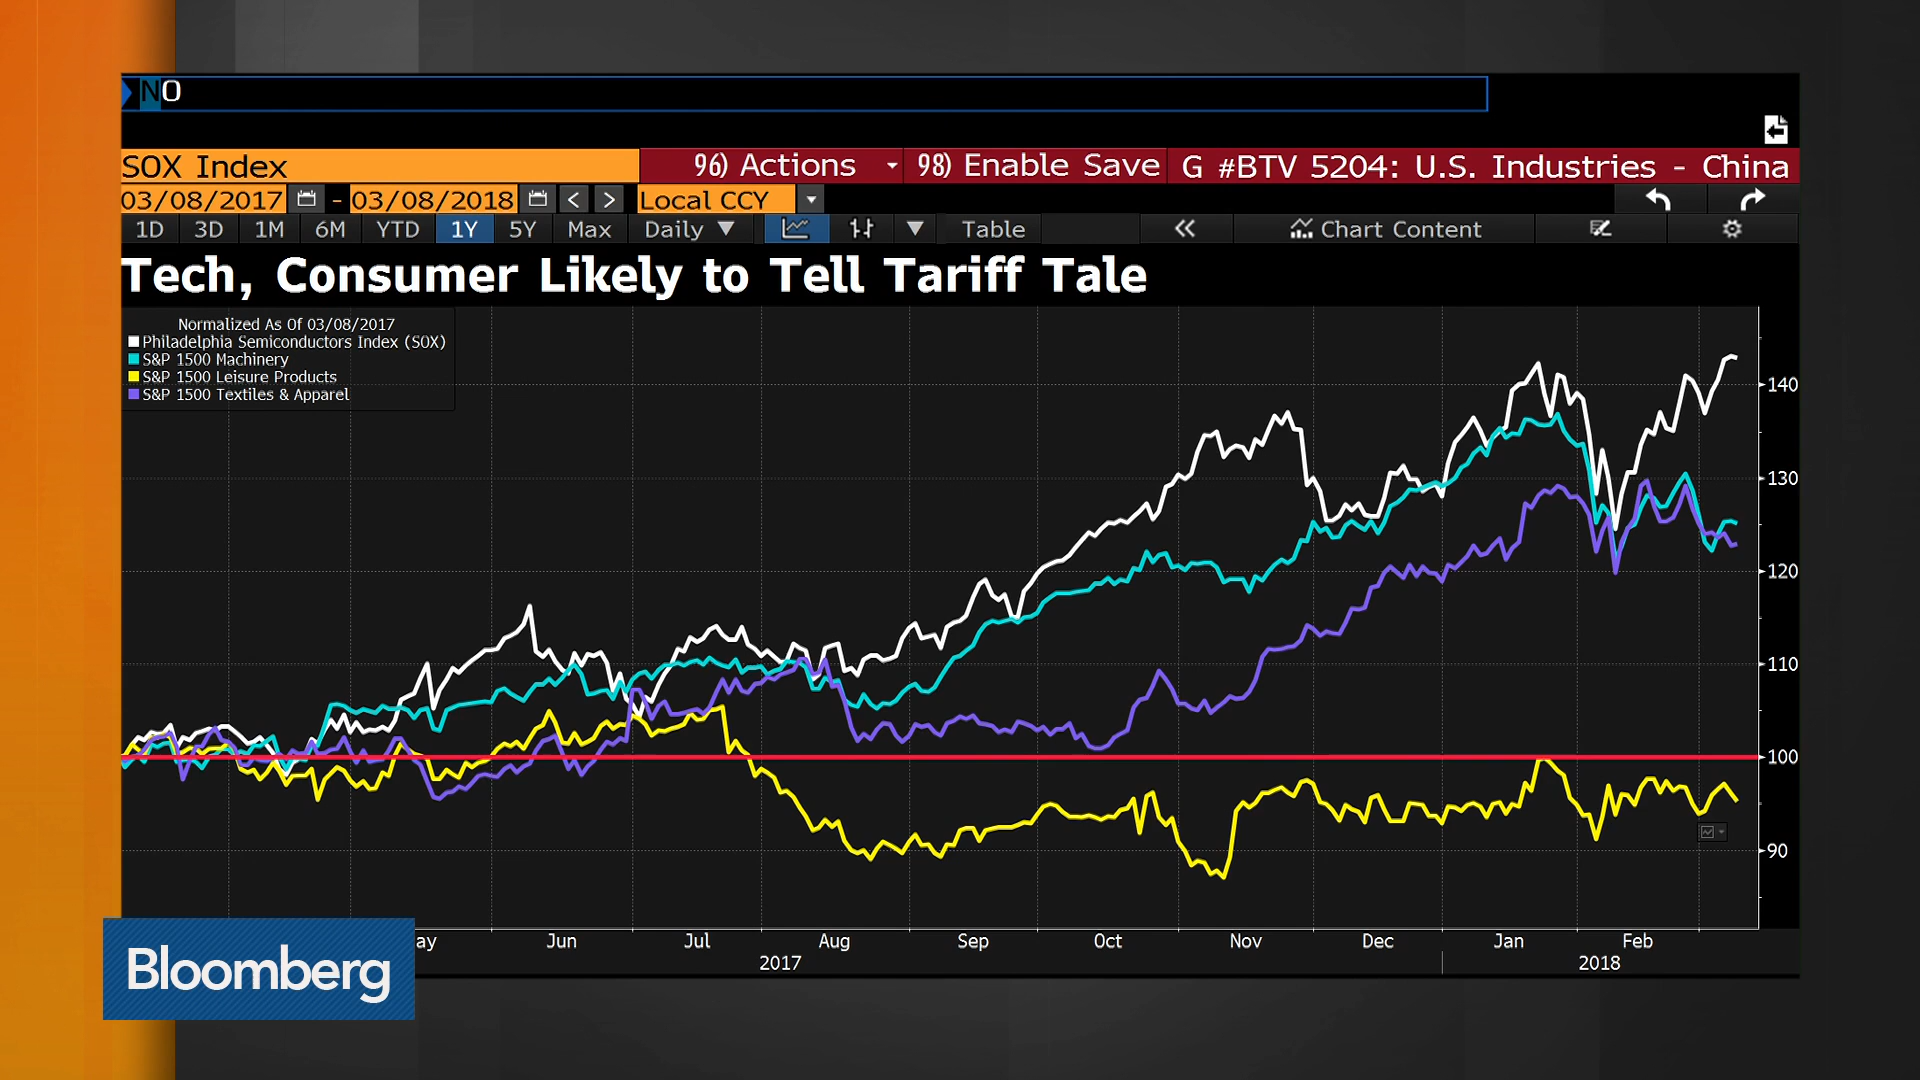 NO
SOX Index 96) Actions 98) Enable Save G #BTV 5204: U.S. Industries - China
03/08/2017 - 03/08/2018 Local CCY
1D 3D 1M 6M YTD 1Y 5Y Max Daily Table Chart Content
Tech, Consumer Likely to Tell Tariff Tale
Normalized As Of 03/08/2017
Philadelphia Semiconductors Index (SOX)
S&P 1500 Machinery
S&P 1500 Leisure Products
S&P 1500 Textiles & Apparel
140
130
120
110
100
90
ay Jun Jul Aug Sep Oct Nov Dec Jan Feb
2017 2018
Bloomberg